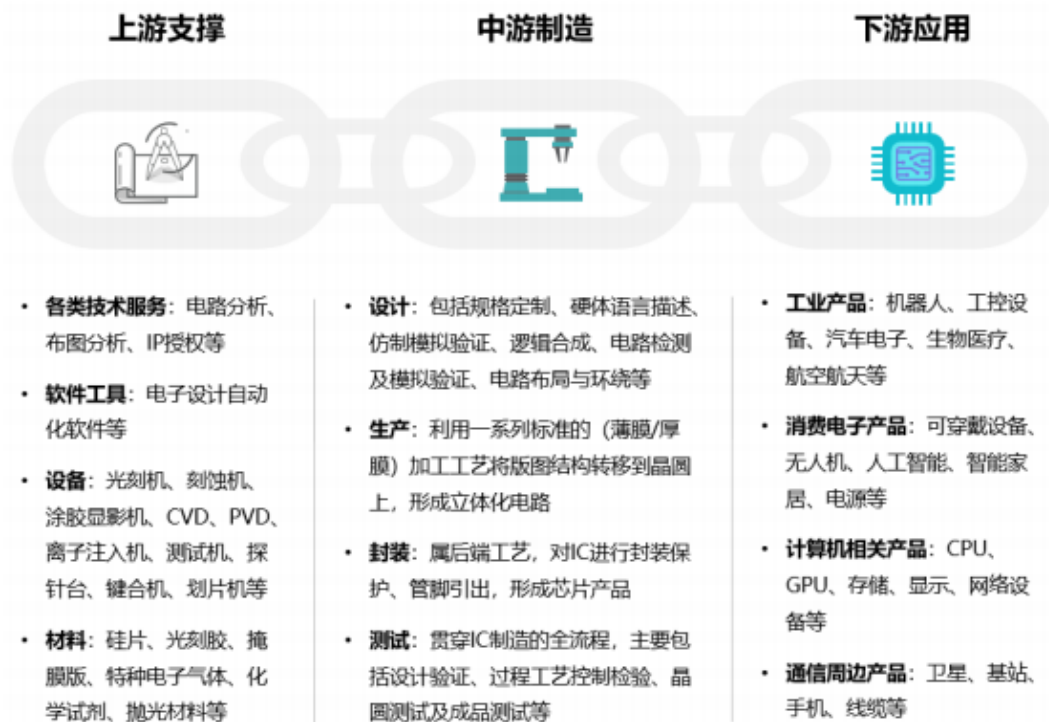 上游支撑
中游制造
下游应用
• 各类技术服务：电路分析、
布图分析、IP授权等
• 软件工具：电子设计自动
化软件等
• 设备：光刻机、刻蚀机、
涂胶显影机、CVD、PVD、
离子注入机、测试机、探
针台、键合机、划片机等
• 材料：硅片、光刻胶、掩
膜版、特种电子气体、化
学试剂、抛光材料等
• 设计：包括规格定制、硬体语言描述、
仿制模拟验证、逻辑合成、电路检测
及模拟验证、电路布局与环绕等
• 生产：利用一系列标准的（薄膜/厚
膜）加工工艺将版图结构转移到晶圆
上，形成立体化电路
• 封装：属后端工艺，对IC进行封装保
护、管脚引出，形成芯片产品
• 测试：贯穿IC制造的全流程，主要包
括设计验证、过程工艺控制检验、晶
圆测试及成品测试等
• 工业产品：机器人、工控设
备、汽车电子、生物医疗、
航空航天等
• 消费电子产品：可穿戴设备、
无人机、人工智能、智能家
居、电源等
• 计算机相关产品：CPU、
GPU、存储、显示、网络设
备等
• 通信周边产品：卫星、基站、
手机、线缆等